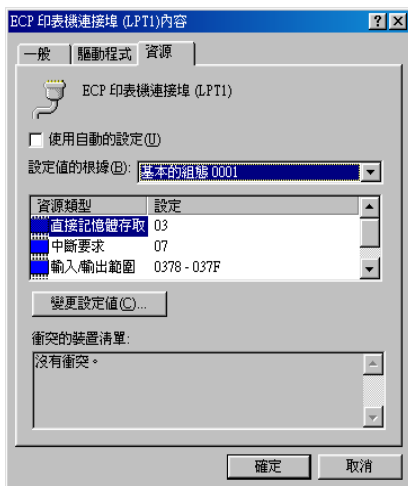 ECP 印表機連接埠 (LPT1)內容
一般 驅動程式 資源
ECP 印表機連接埠 (LPT1)
使用自動的設定(U)
設定值的根據(B): 基本的組態 0001
資源類型 設定
直接記憶體存取 03
中斷要求 07
輸入/輸出範圍 0378 - 037F
變更設定值(C)...
衝突的裝置清單:
沒有衝突。
確定 取消